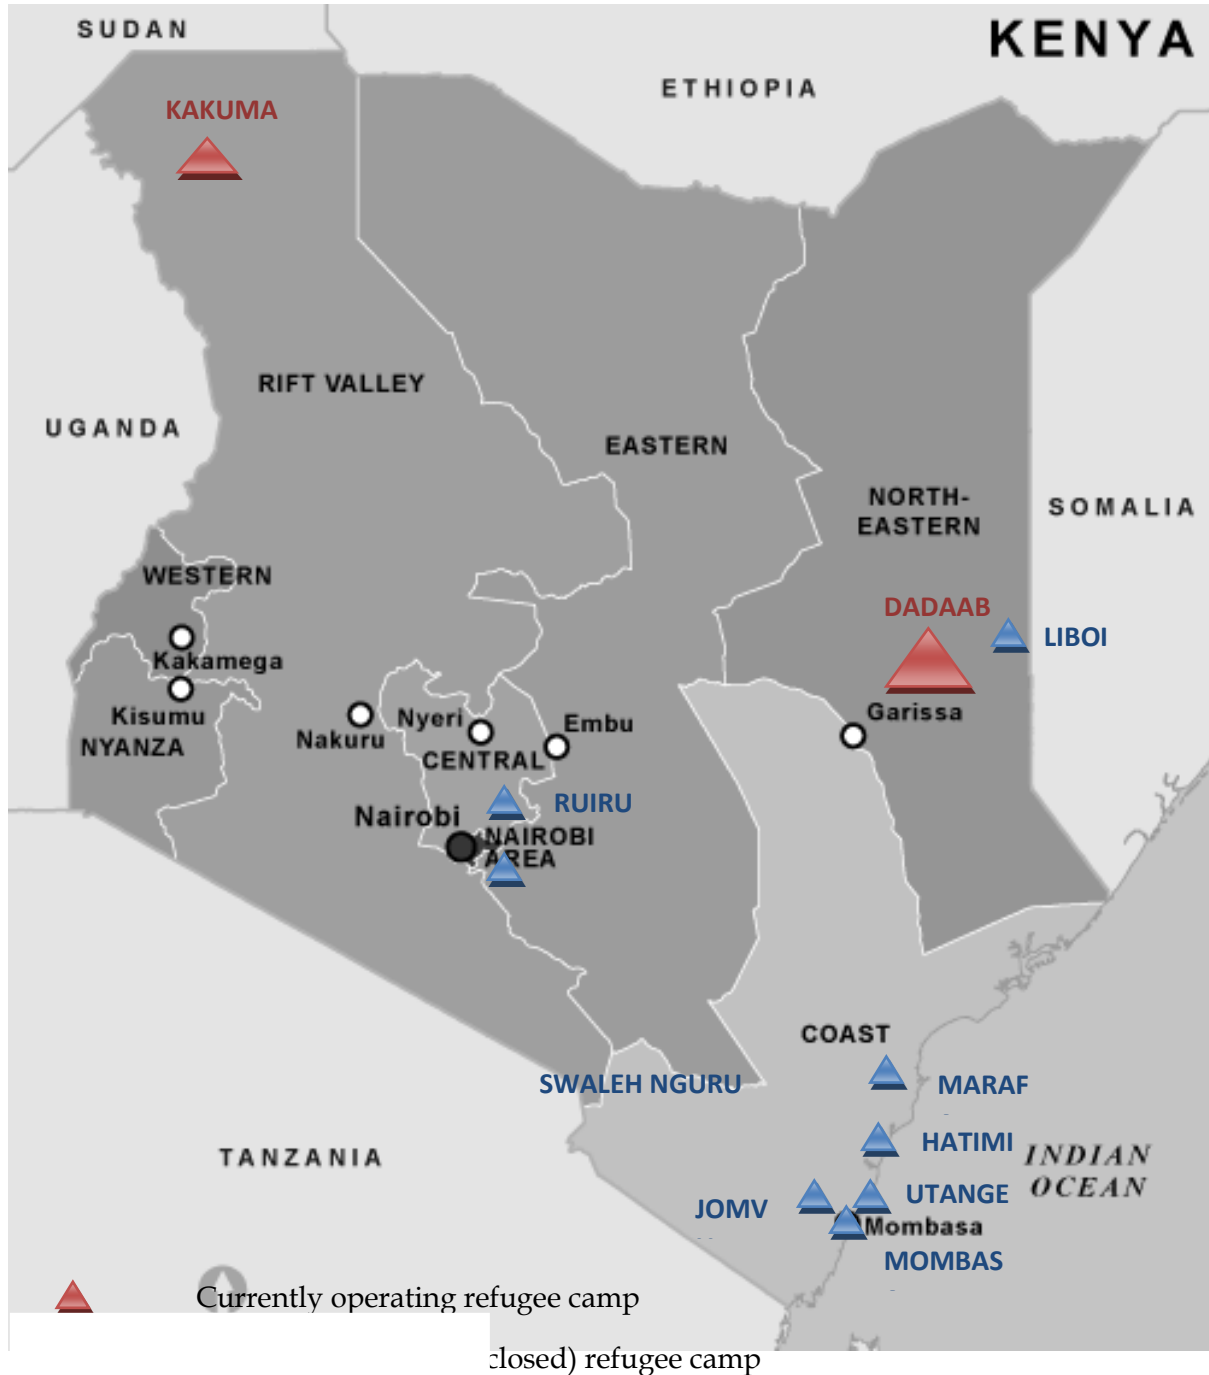 SUDAN
KENYA
ETHIOPIA
KAKUMA
RIFT VALLEY
UGANDA
EASTERN
NORTH-
EASTERN
SOMALIA
WESTERN
DADAAB
LIBOI
Kakamega
Kisumu
NYANZA
Nakuru
Nyeri
CENTRAL
Embu
Garissa
RUIRU
Nairobi
NAIROBI
AREA
COAST
SWALEH NGURU
MARAF
HATIMI
TANZANIA
INDIAN
OCEAN
JOMV
UTANGE
Mombasa
MOMBAS
Currently operating refugee camp
closed) refugee camp